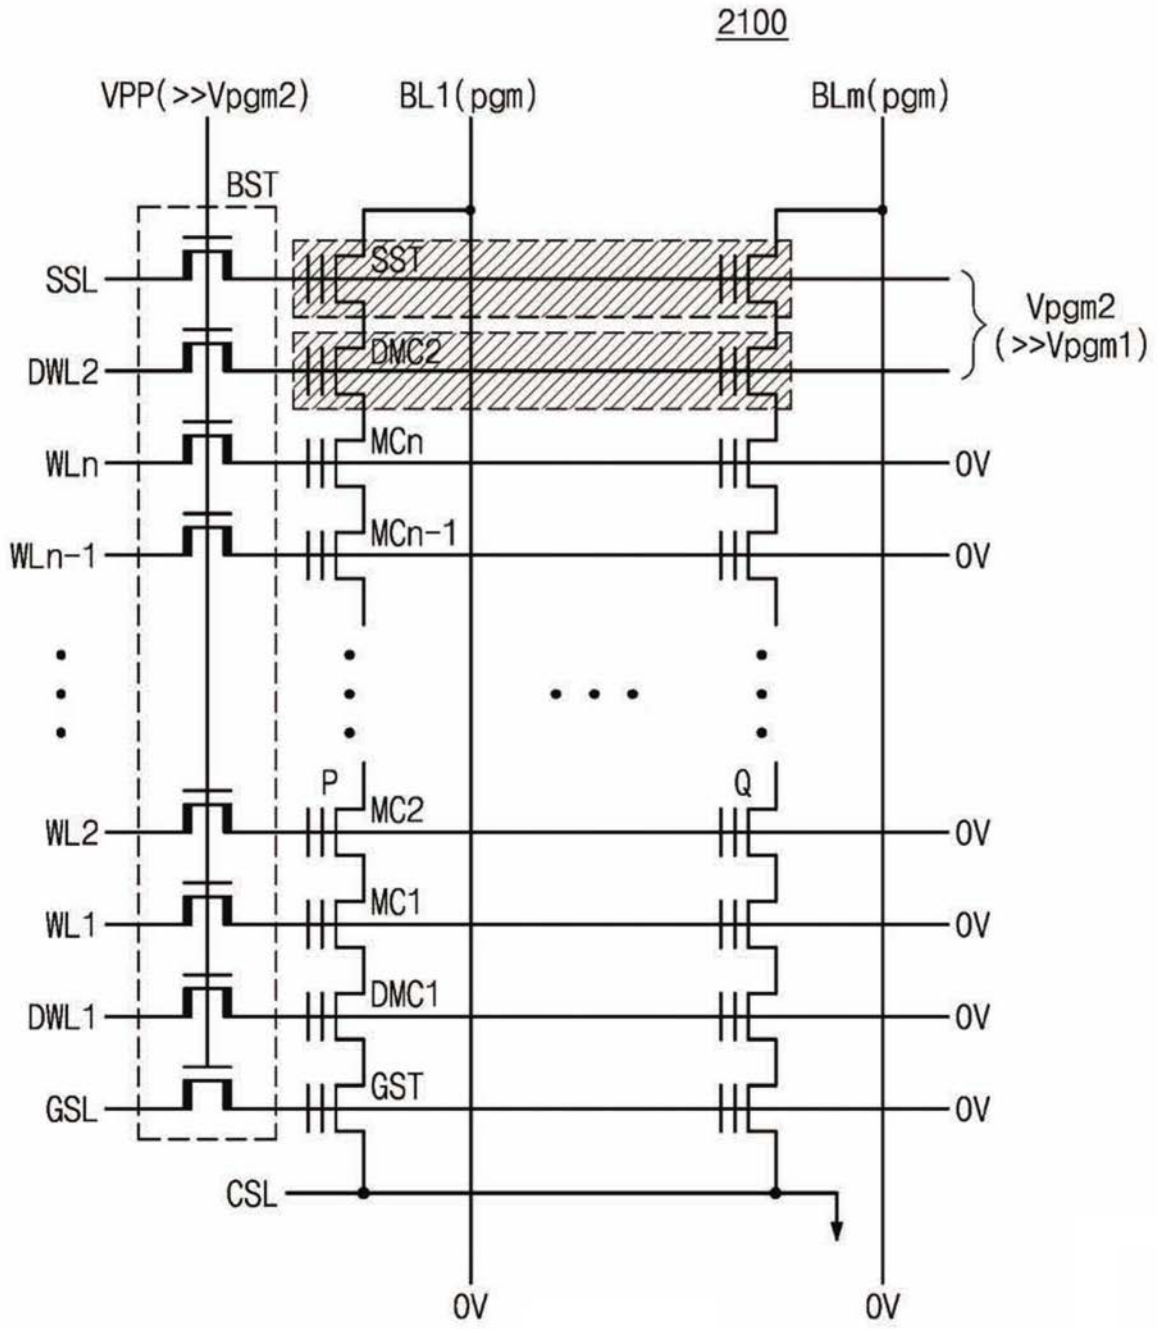 2100
VPP(>>Vpgm2) BL1(pgm) BLm(pgm)
BST
SSL SST
Vpgm2
(>>Vpgm1)
DWL2 DMC2
WLn MCn 0V
WLn-1 MCn-1 0V
P Q
WL2 MC2 0V
WL1 MC1 0V
DWL1 DMC1 0V
GSL GST 0V
CSL
0V 0V